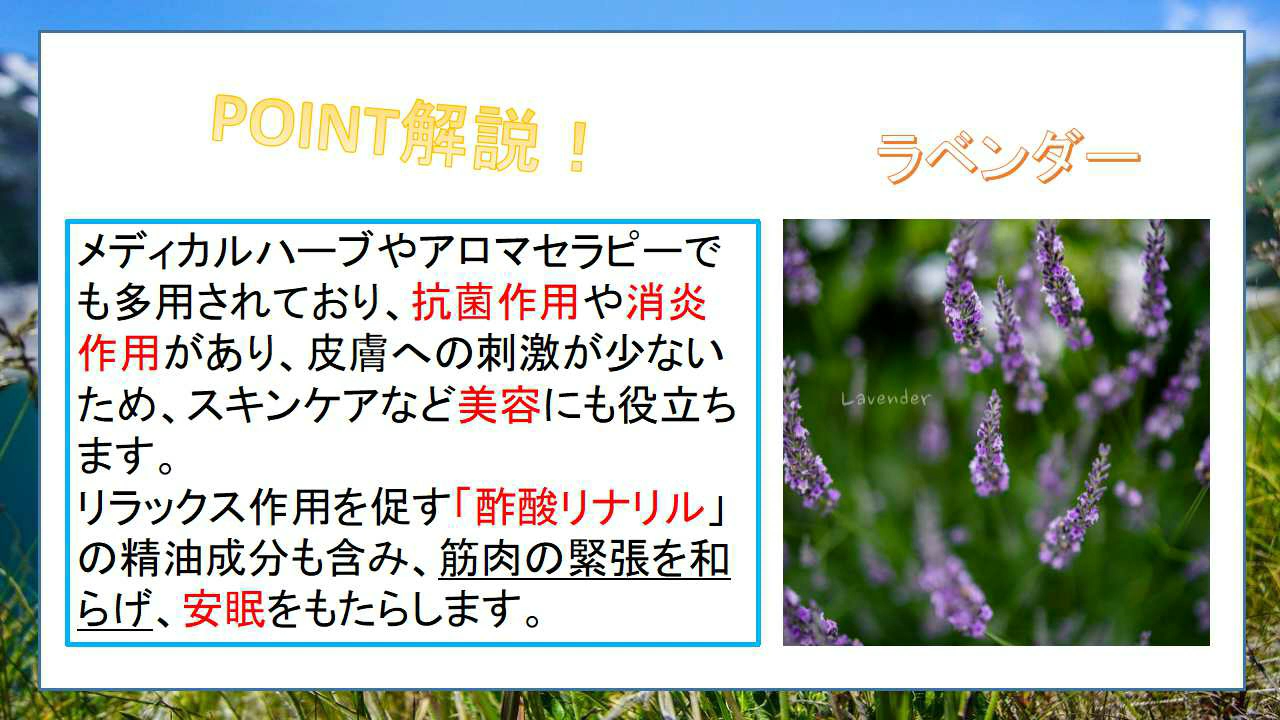 POINT解説！
ラベンダー
メディカルハーブやアロマセラピーで
も多用されており、抗菌作用や消炎
作用があり、皮膚への刺激が少ない
ため、スキンケアなど美容にも役立ち
ます。
リラックス作用を促す「酢酸リナリル」
の精油成分も含み、筋肉の緊張を和
らげ、安眠をもたらします。
Lavender